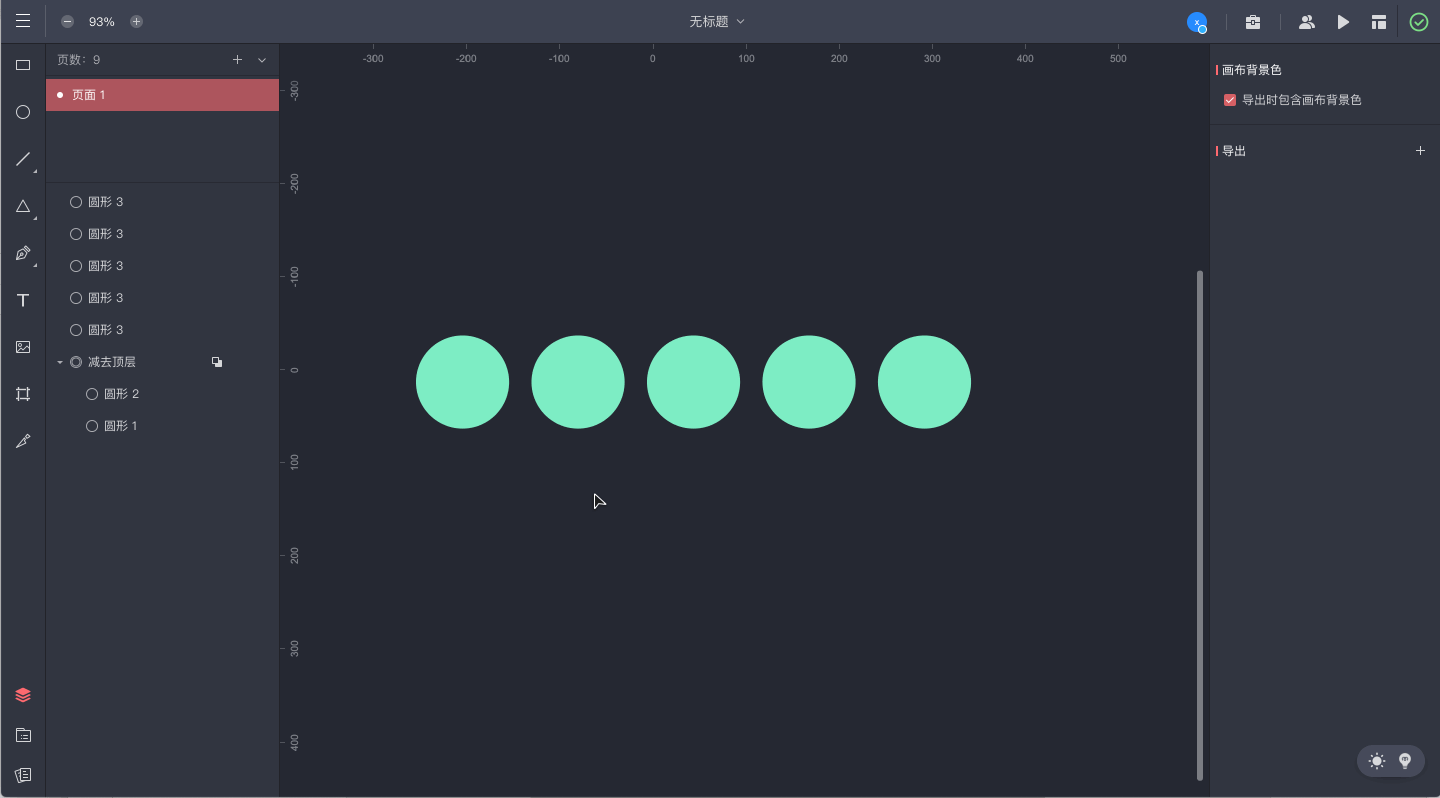 93%
无标题
x
页数：9
页面 1
圆形 3
圆形 3
圆形 3
圆形 3
圆形 3
减去顶层
圆形 2
圆形 1
-300 -200 -100 0 100 200 300 400 500
-300
-200
-100
0
100
200
300
400
画布背景色
导出时包含画布背景色
导出